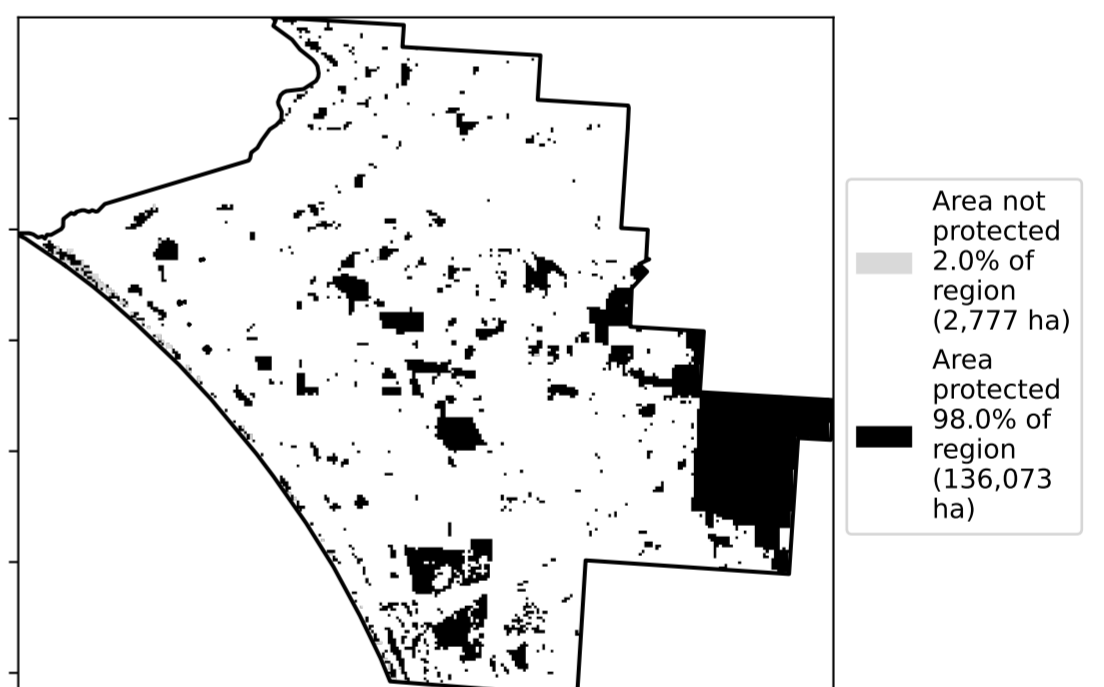 Area not
protected
2.0% of
region
(2,777 ha)
Area
protected
98.0% of
region
(136,073
ha)